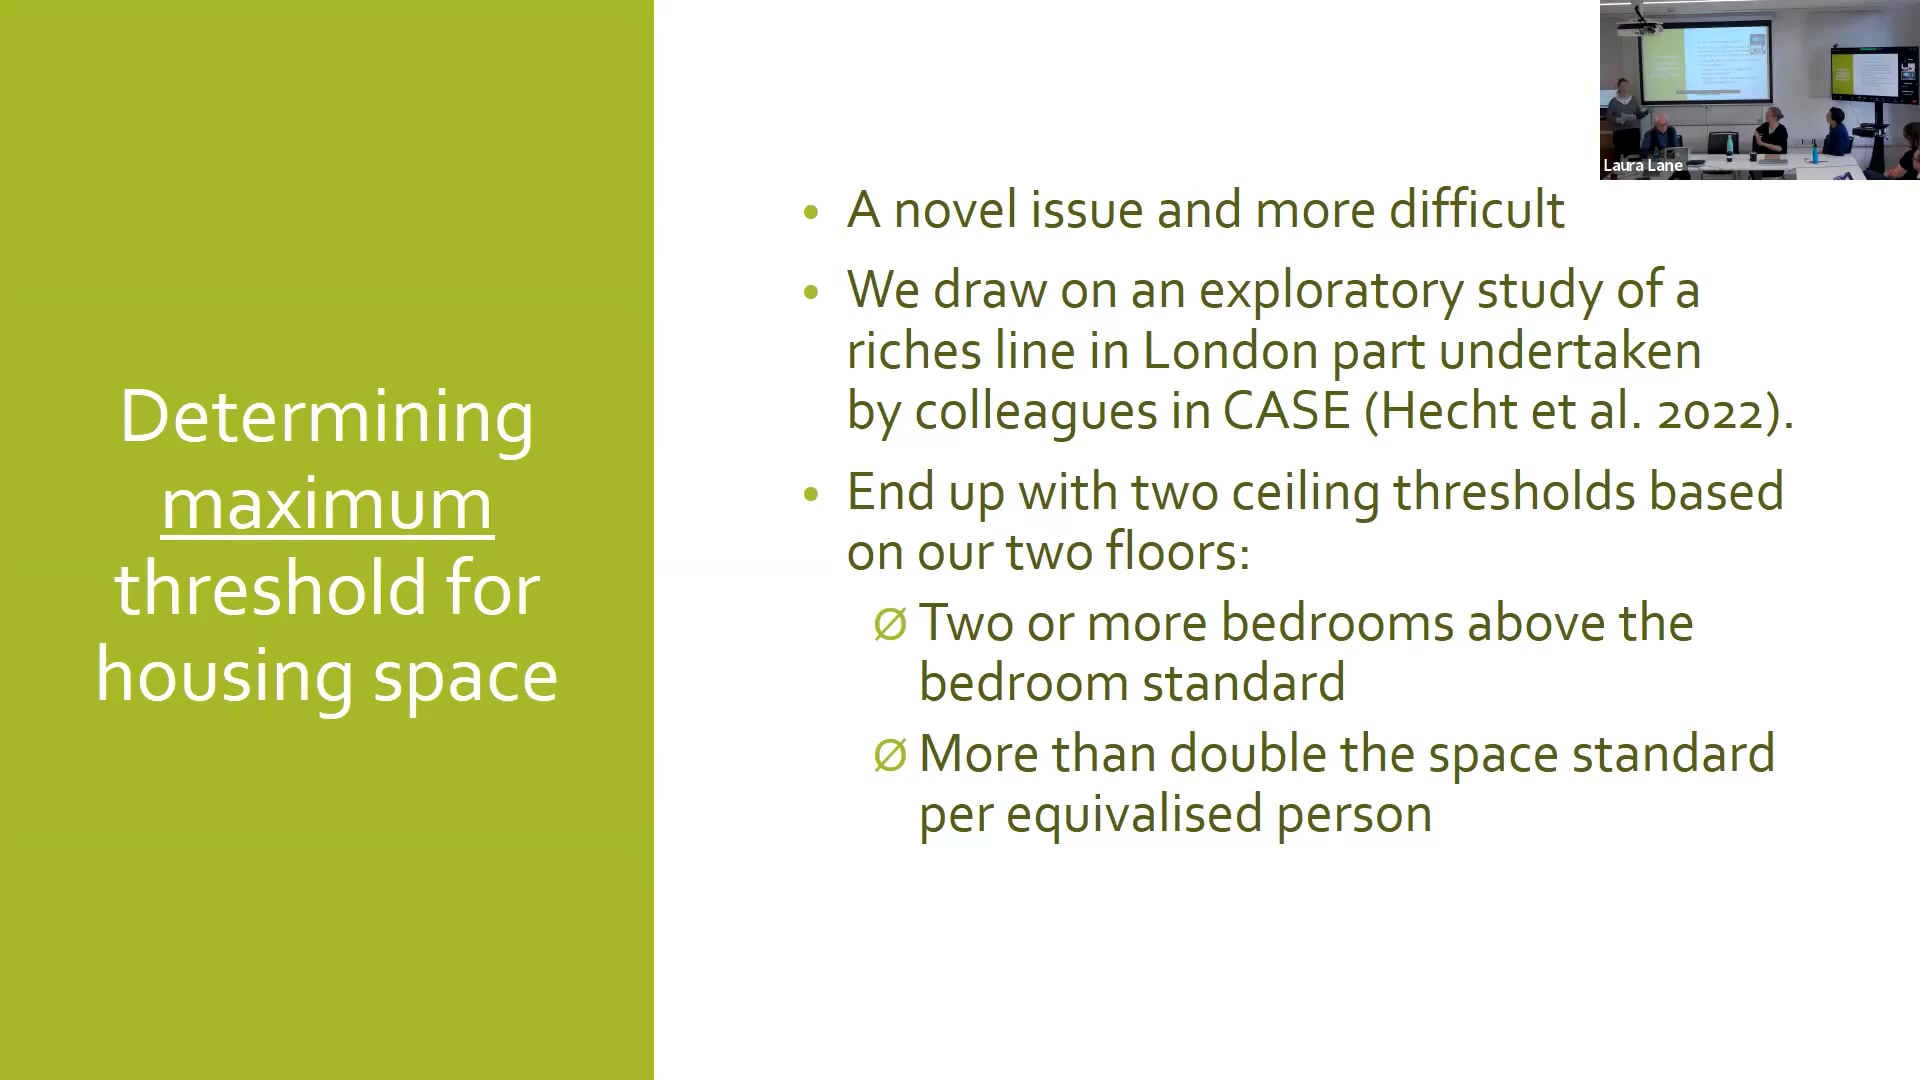 Determining
maximum
threshold for
housing space
• A novel issue and more difficult
• We draw on an exploratory study of a
riches line in London part undertaken
by colleagues in CASE (Hecht et al. 2022).
• End up with two ceiling thresholds based
on our two floors:
Ø Two or more bedrooms above the
bedroom standard
Ø More than double the space standard
per equivalised person
Laura Lane